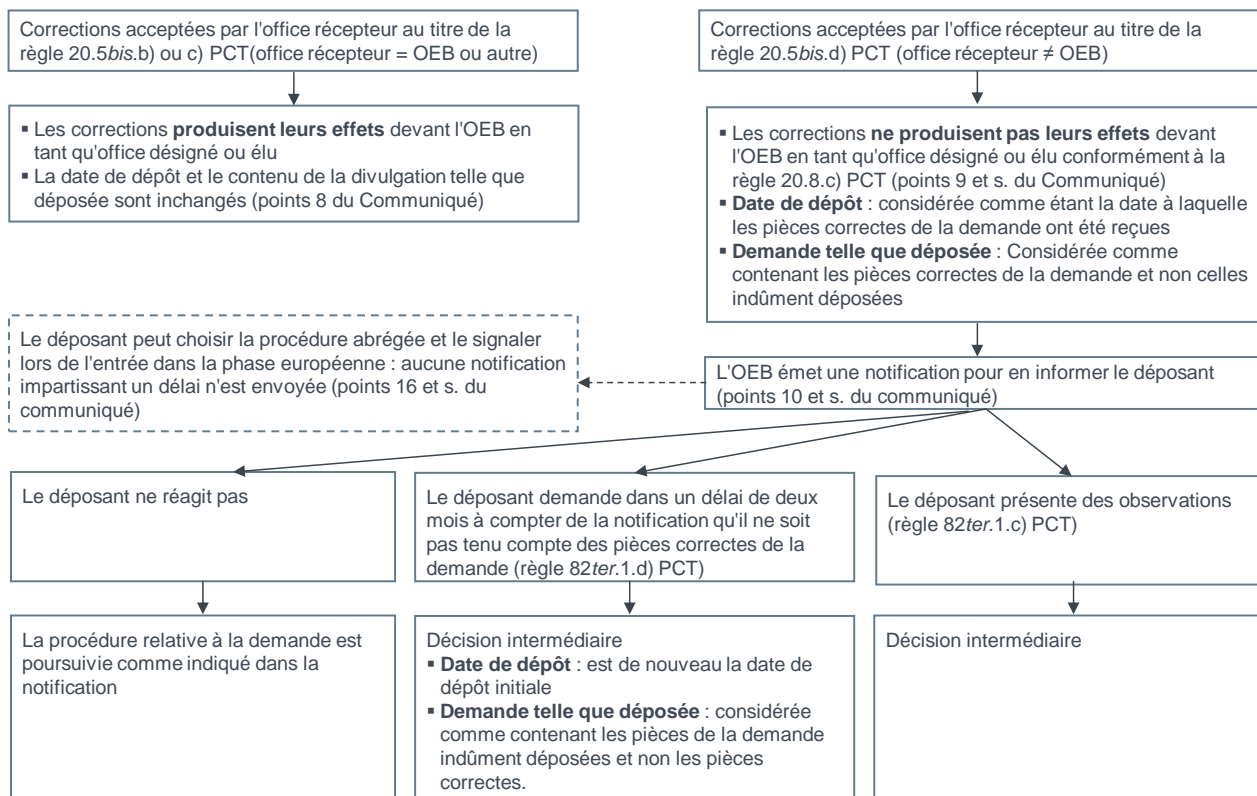 Corrections acceptées par l'office récepteur au titre de la
règle 20.5bis.b) ou c) PCT(office récepteur = OEB ou autre)
▪ Les corrections produisent leurs effets devant l'OEB en
tant qu'office désigné ou élu
▪ La date de dépôt et le contenu de la divulgation telle que
déposée sont inchangés (points 8 du Communiqué)
Corrections acceptées par l'office récepteur au titre de la
règle 20.5bis.d) PCT (office récepteur ≠ OEB)
▪ Les corrections ne produisent pas leurs effets devant
l'OEB en tant qu'office désigné ou élu conformément à la
règle 20.8.c) PCT (points 9 et s. du Communiqué)
▪ Date de dépôt : considérée comme étant la date à laquelle
les pièces correctes de la demande ont été reçues
▪ Demande telle que déposée : Considérée comme
contenant les pièces correctes de la demande et non celles
indûment déposées
Le déposant peut choisir la procédure abrégée et le signaler
lors de l'entrée dans la phase européenne : aucune notification
impartissant un délai n'est envoyée (points 16 et s. du
communiqué)
L'OEB émet une notification pour en informer le déposant
(points 10 et s. du communiqué)
Le déposant ne réagit pas
Le déposant demande dans un délai de deux
mois à compter de la notification qu'il ne soit
pas tenu compte des pièces correctes de la
demande (règle 82ter.1.d) PCT)
Le déposant présente des observations
(règle 82ter.1.c) PCT)
La procédure relative à la demande est
poursuivie comme indiqué dans la
notification
Décision intermédiaire
▪ Date de dépôt : est de nouveau la date de
dépôt initiale
▪ Demande telle que déposée : considérée
comme contenant les pièces de la demande
indûment déposées et non les pièces
correctes.
Décision intermédiaire